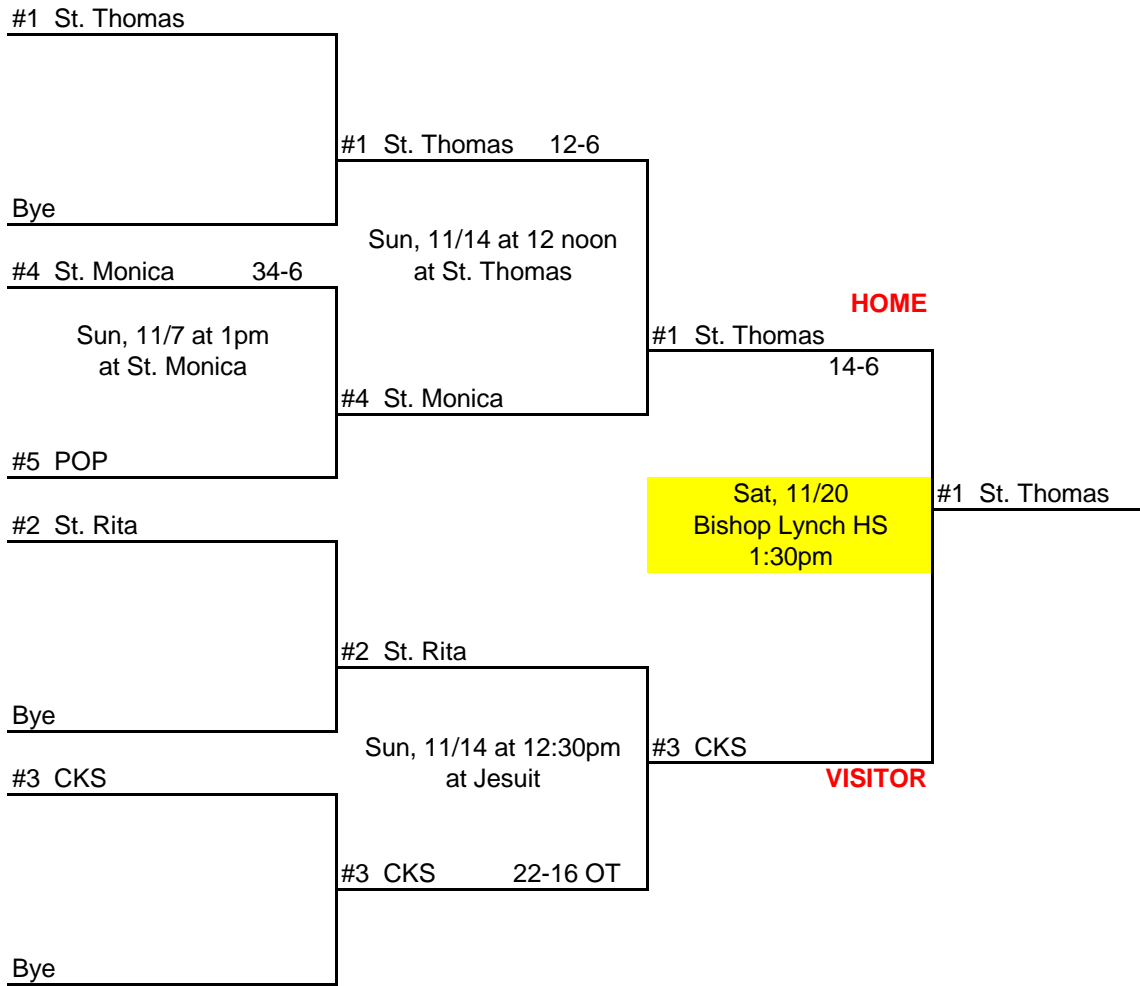 #1 St. Thomas
#1 St. Thomas 12-6
Bye
Sun, 11/14 at 12 noon
at St. Thomas
#4 St. Monica 34-6
HOME
Sun, 11/7 at 1pm
at St. Monica
#1 St. Thomas
14-6
#4 St. Monica
#5 POP
Sat, 11/20
Bishop Lynch HS
1:30pm
#1 St. Thomas
#2 St. Rita
#2 St. Rita
Bye
Sun, 11/14 at 12:30pm
at Jesuit
#3 CKS
#3 CKS
VISITOR
#3 CKS 22-16 OT
Bye